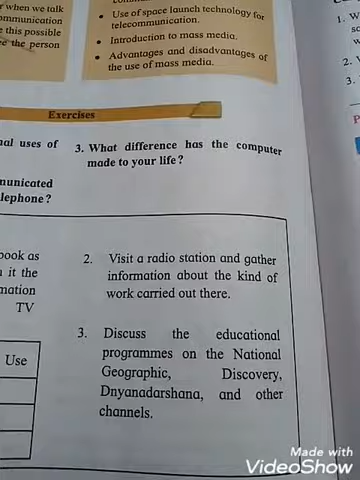 when we talk
ommunication
this possible
the person
• Use of space launch technology for
telecommunication.
• Introduction to mass media.
• Advantages and disadvantages of
the use of mass media.
Exercises
nal uses of
municated
lephone?
3. What difference has the computer
made to your life?
book as
it the
mation
TV
Use
2. Visit a radio station and gather
information about the kind of
work carried out there.
3. Discuss the educational
programmes on the National
Geographic, Discovery,
Dnyanadarshana, and other
channels.
1. W
2.
3.
Made with
VideoShow